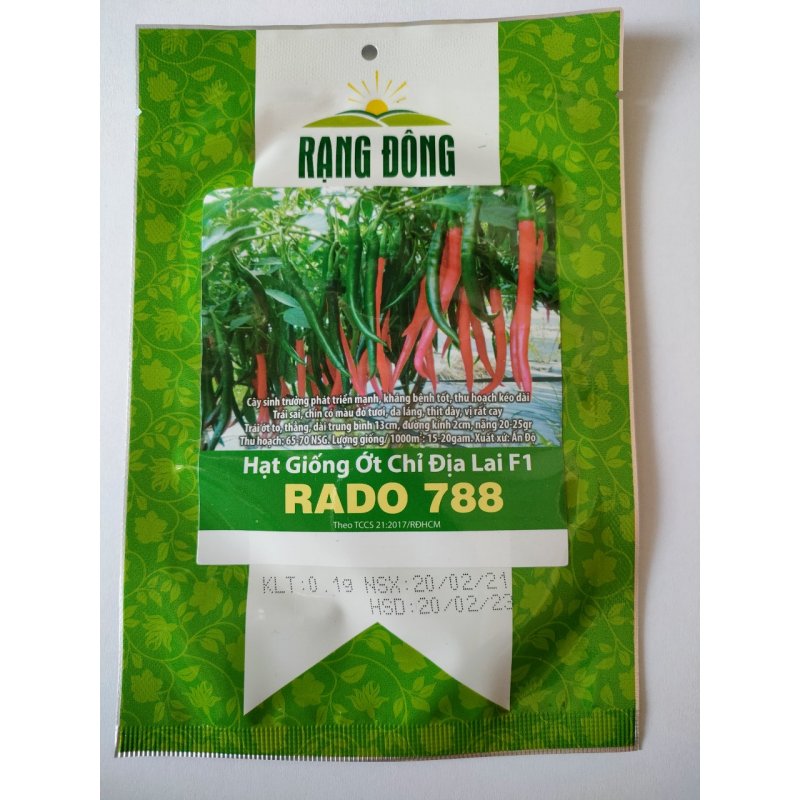 RẠNG ĐÔNG
Cây sinh trưởng phát triển mạnh, kháng bệnh tốt, thu hoạch kéo dài
Trái sai, chín có màu đỏ tươi, da láng, thịt dày, vị rất cay
Trái ớt to, thẳng, dài trung bình 13cm, đường kính 2cm, nặng 20-25gr
Thu hoạch: 65-70 NSG. Lượng giống/ 1000m²: 15-20gam. Xuất xứ: Ấn Độ
Hạt Giống Ớt Chỉ Địa Lai F1
RADO 788
Theo TCCS 21:2017/RĐHCM
KLT:0.1g NSX:20/02/21
HSD:20/02/23